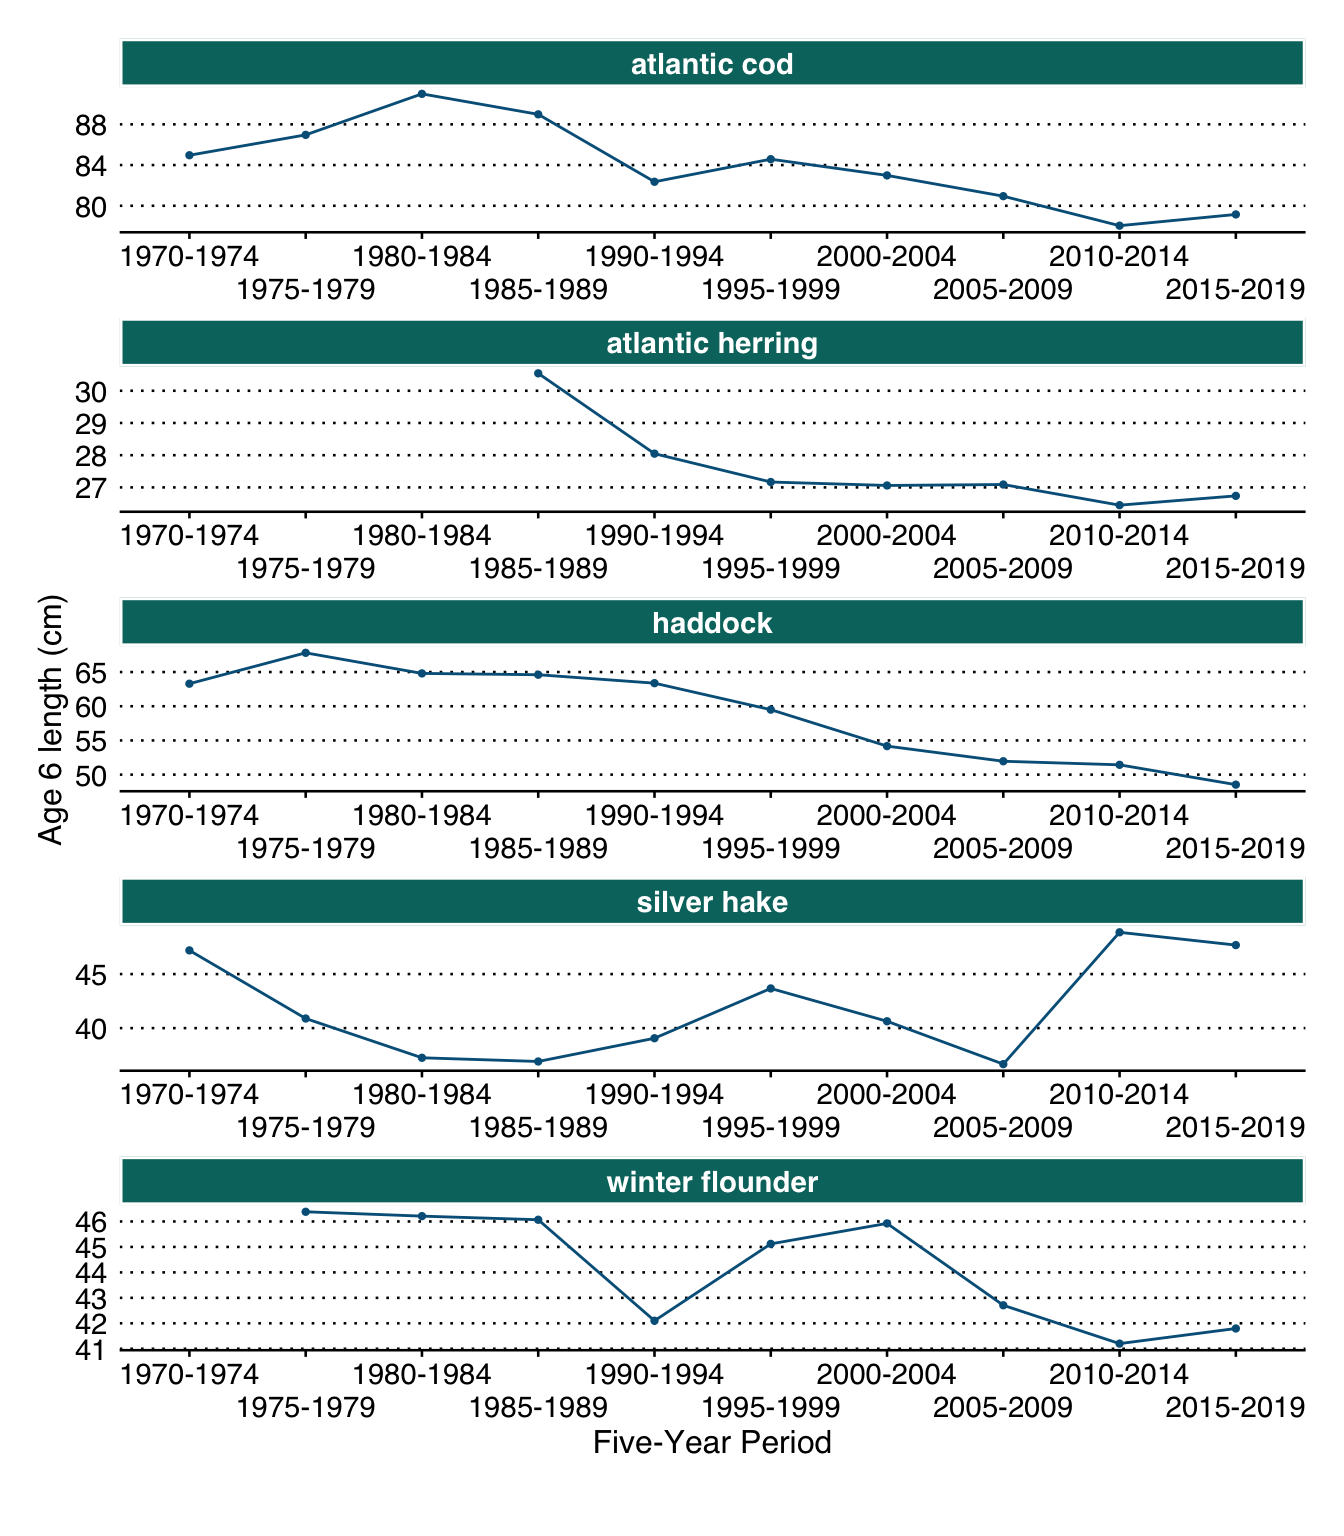 atlantic cod
88
84
80
1970-1974 1980-1984 1990-1994 2000-2004 2010-2014
1975-1979 1985-1989 1995-1999 2005-2009 2015-2019
atlantic herring
30
29
28
27
1970-1974 1980-1984 1990-1994 2000-2004 2010-2014
1975-1979 1985-1989 1995-1999 2005-2009 2015-2019
Age 6 length (cm)
haddock
65
60
55
50
1970-1974 1980-1984 1990-1994 2000-2004 2010-2014
1975-1979 1985-1989 1995-1999 2005-2009 2015-2019
silver hake
45
40
1970-1974 1980-1984 1990-1994 2000-2004 2010-2014
1975-1979 1985-1989 1995-1999 2005-2009 2015-2019
winter flounder
46
45
44
43
42
41
1970-1974 1980-1984 1990-1994 2000-2004 2010-2014
1975-1979 1985-1989 1995-1999 2005-2009 2015-2019
Five-Year Period